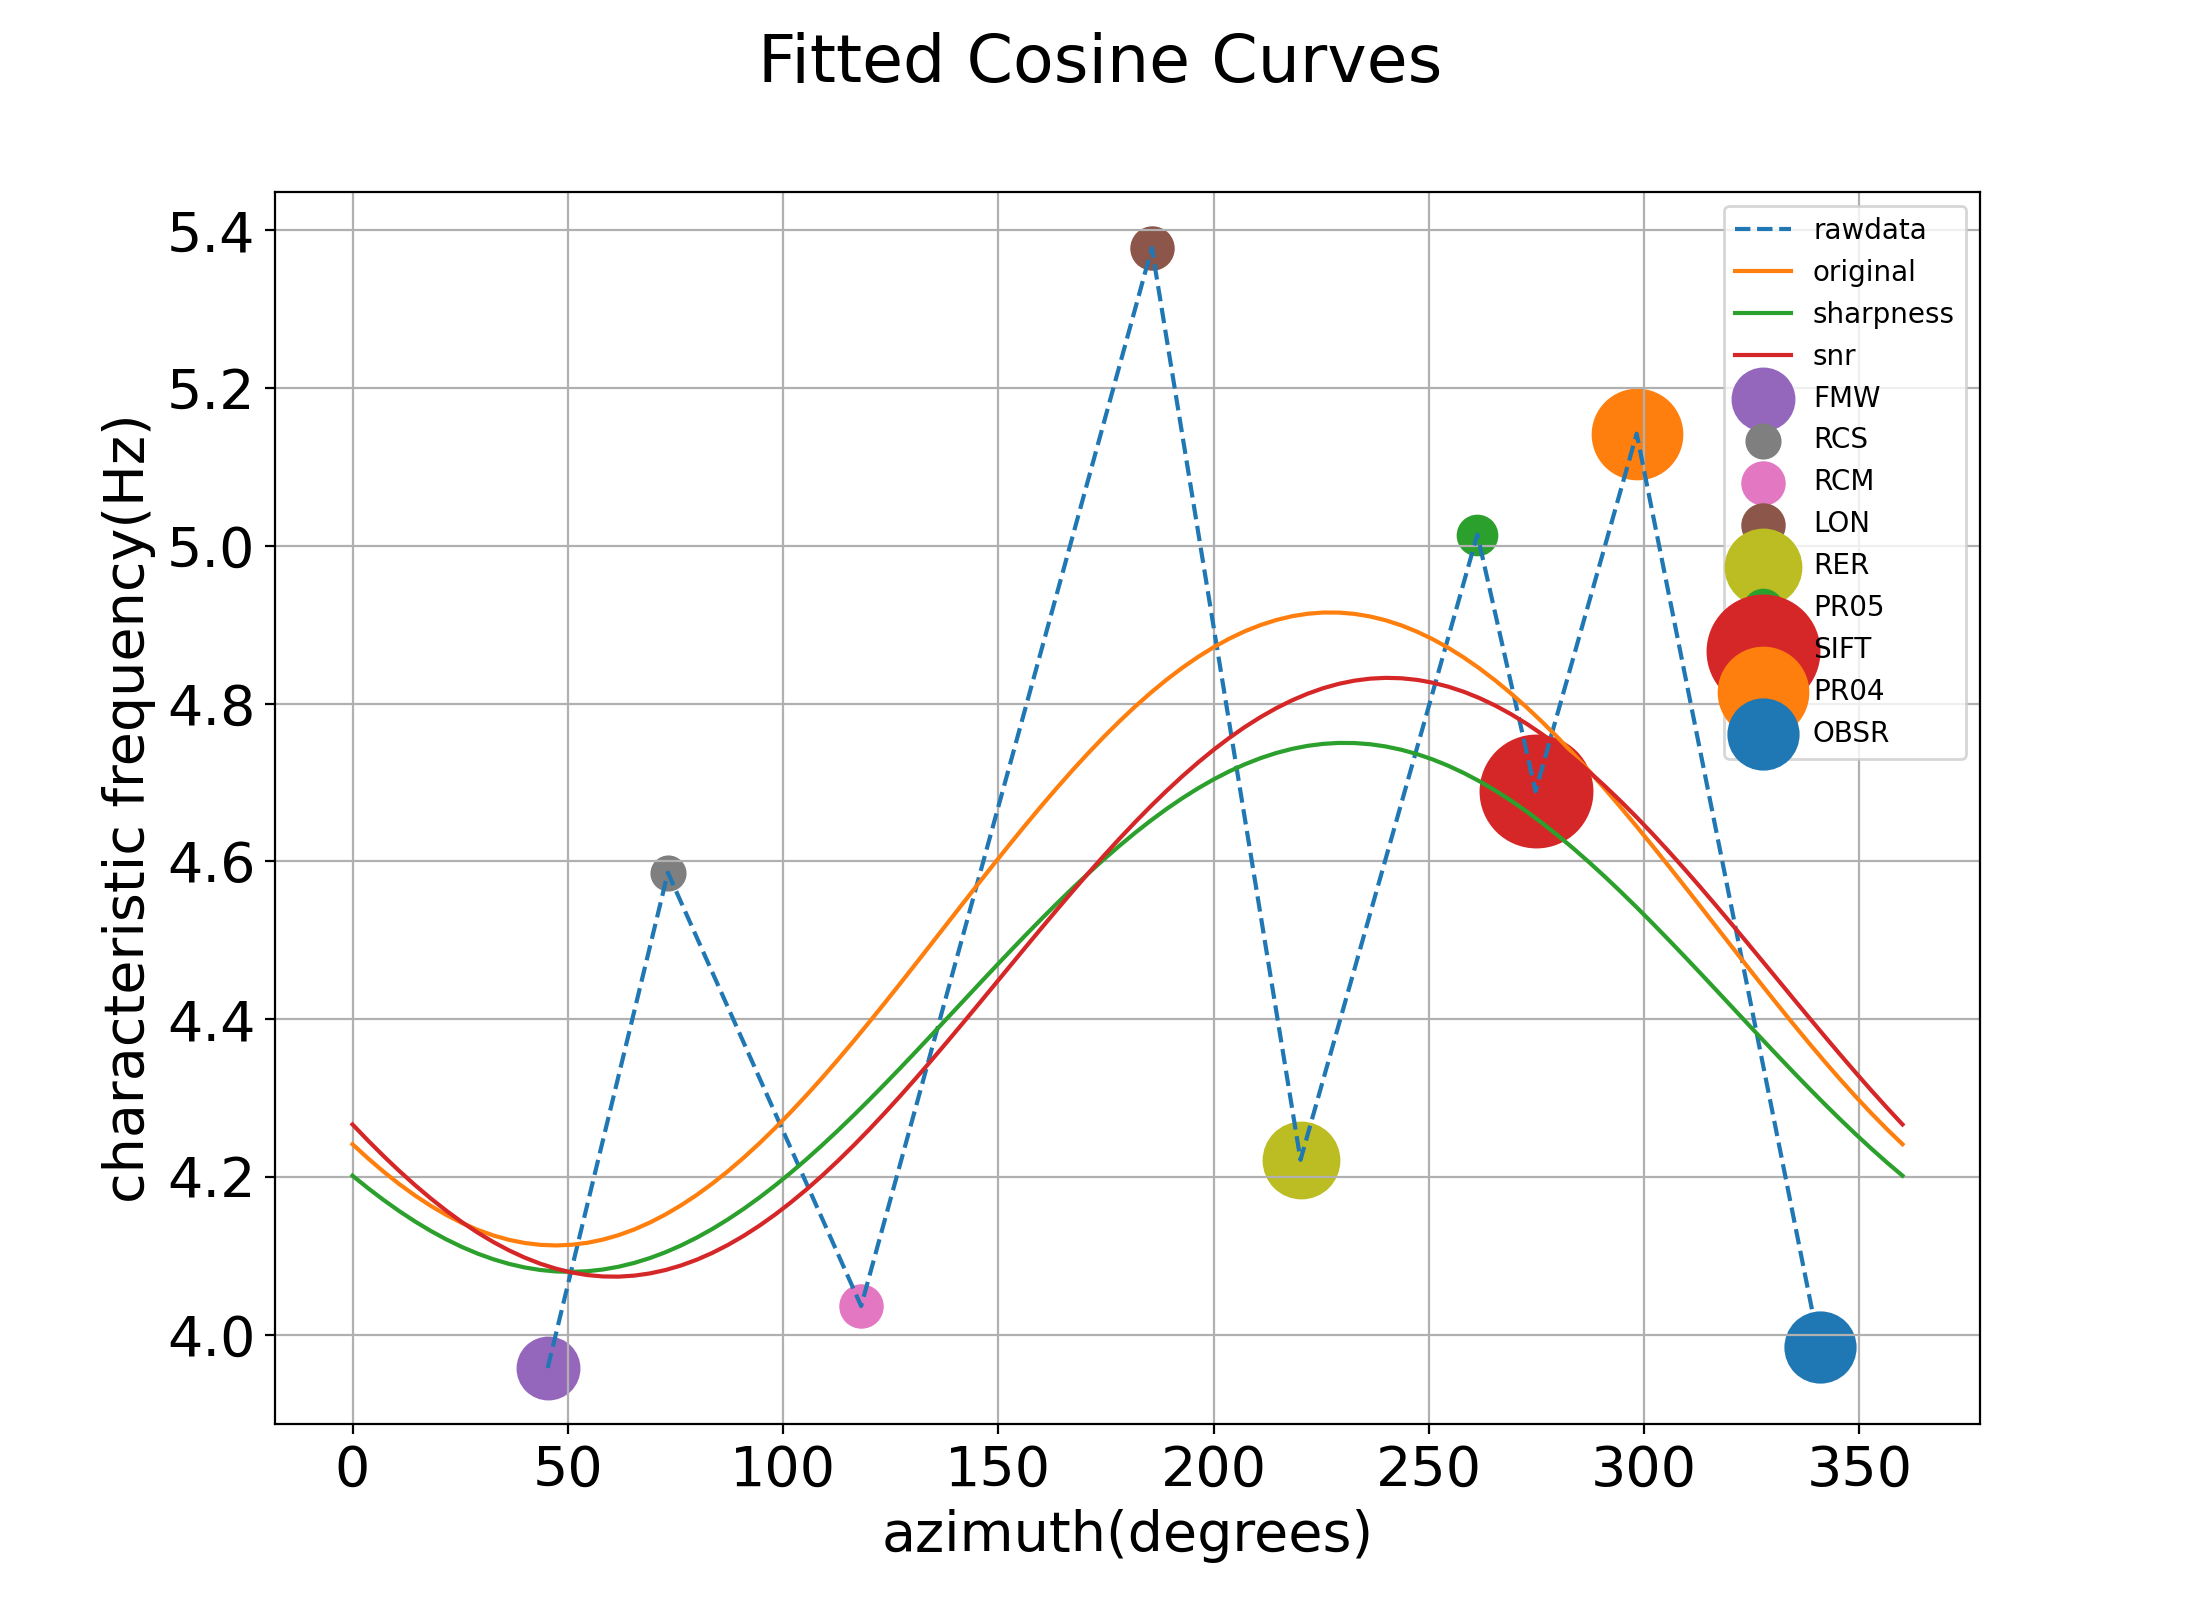 Fitted Cosine Curves
characteristic frequency(Hz)
5.4
5.2
5.0
4.8
4.6
4.4
4.2
4.0
rawdata
original
sharpness
snr
FMW
RCS
RCM
LON
RER
PR05
SIFT
PR04
OBSR
0 50 100 150 200 250 300 350
azimuth(degrees)